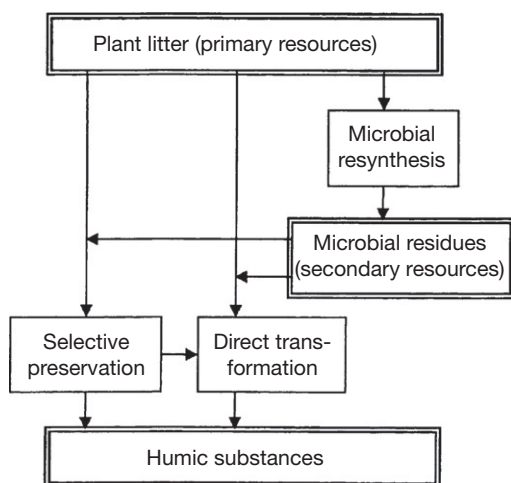 Plant litter (primary resources)
Microbial
resynthesis
Microbial residues
(secondary resources)
Selective
preservation
Direct trans-
formation
Humic substances